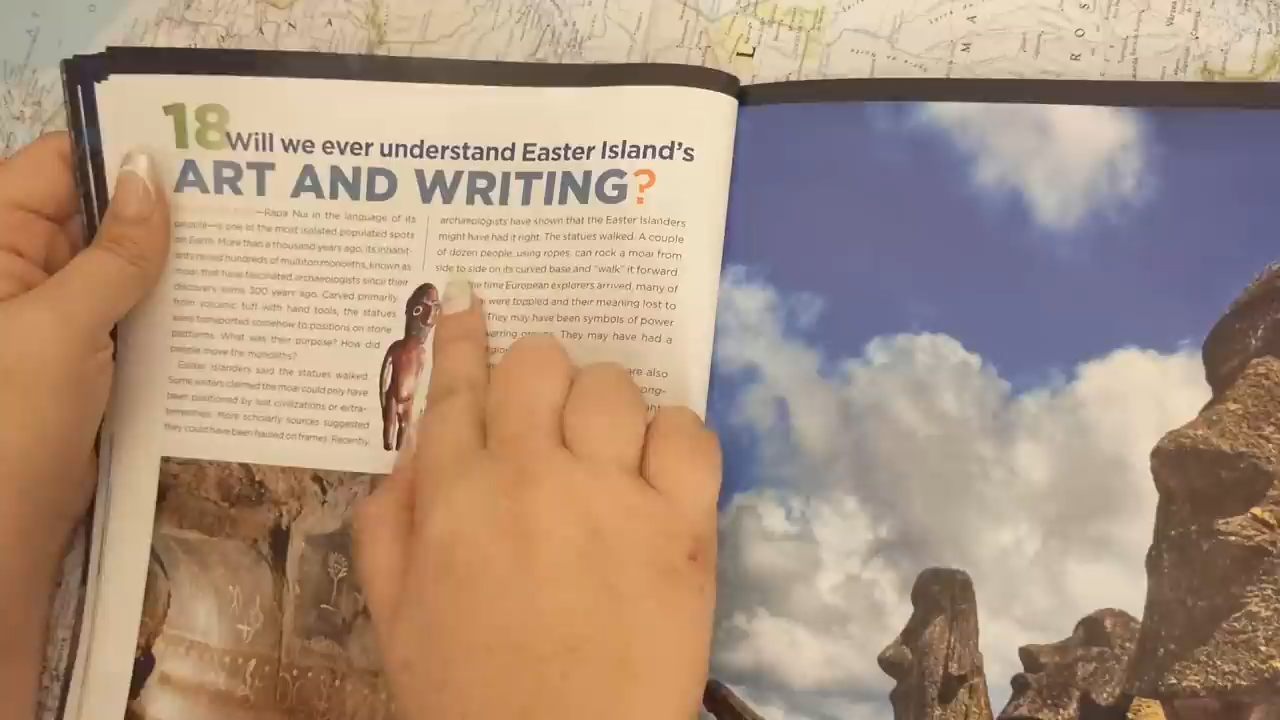 18 Will we ever understand Easter Island's
ART AND WRITING?
—Rapa Nui in the language of its
people—is one of the most isolated populated spots
on Earth. More than a thousand years ago, its inhabit-
ants raised hundreds of multiton monoliths, known as
moai, that have fascinated archaeologists since their
discovery some 300 years ago. Carved primarily
from volcanic tuff with hand tools, the statues
were transported somehow to positions on stone
platforms. What was their purpose? How did
people move the monoliths?
Easter Islanders said the statues walked.
Some writers claimed the moai could only have
been positioned by lost civilizations or extra-
terrestrials. More scholarly sources suggested
they could have been hauled on frames. Recently,
archaeologists have shown that the Easter Islanders
might have had it right. The statues walked. A couple
of dozen people, using ropes, can rock a moai from
side to side on its curved base and "walk" it forward
the time European explorers arrived, many of
were toppled and their meaning lost to
They may have been symbols of power
warring groups. They may have had a
are also
L
M
A
R
O
S